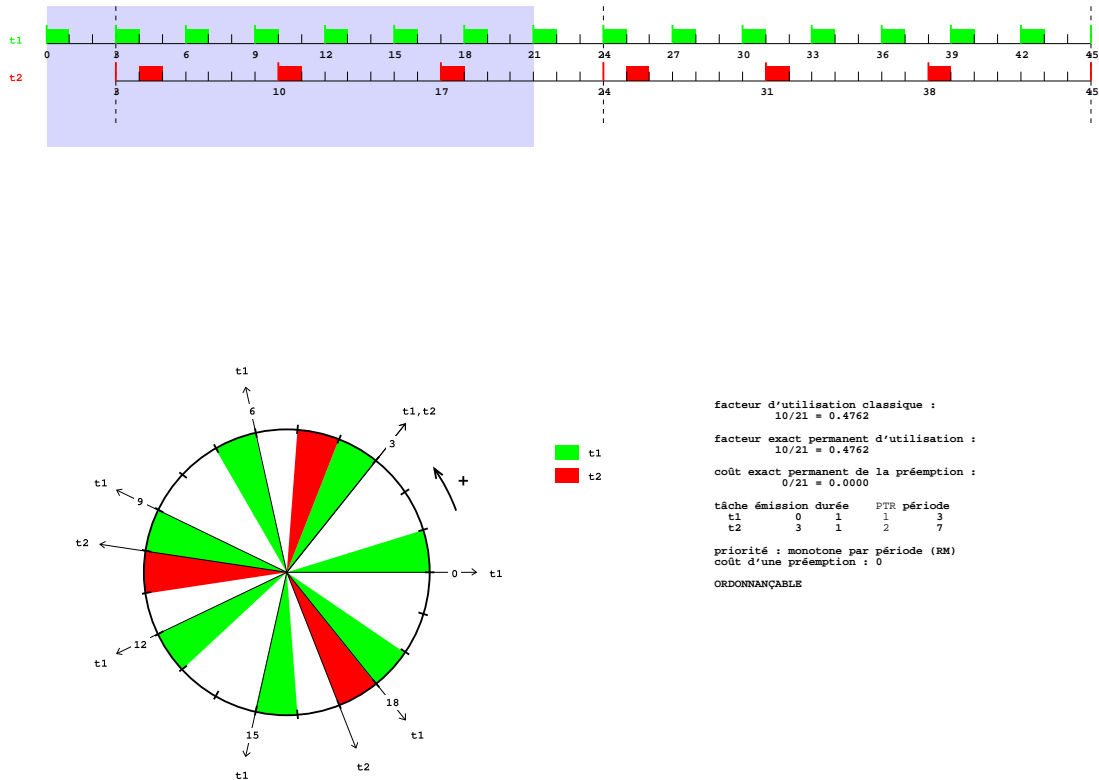 t1
0 3 6 9 12 15 18 21 24 27 30 33 36 39 42 45
t2
3 10 17 24 31 38 45
t1
6
t1,t2
3
t1
9
t2
+
0 t1
12
t1
15
t1
18
t1
t2
t1
t2
facteur d'utilisation classique :
10/21 = 0.4762
facteur exact permanent d'utilisation :
10/21 = 0.4762
coût exact permanent de la préemption :
0/21 = 0.0000
tâche émission durée PTR période
t1 0 1 1 3
t2 3 1 2 7
priorité : monotone par période (RM)
coût d'une préemption : 0
ORDONNANÇABLE